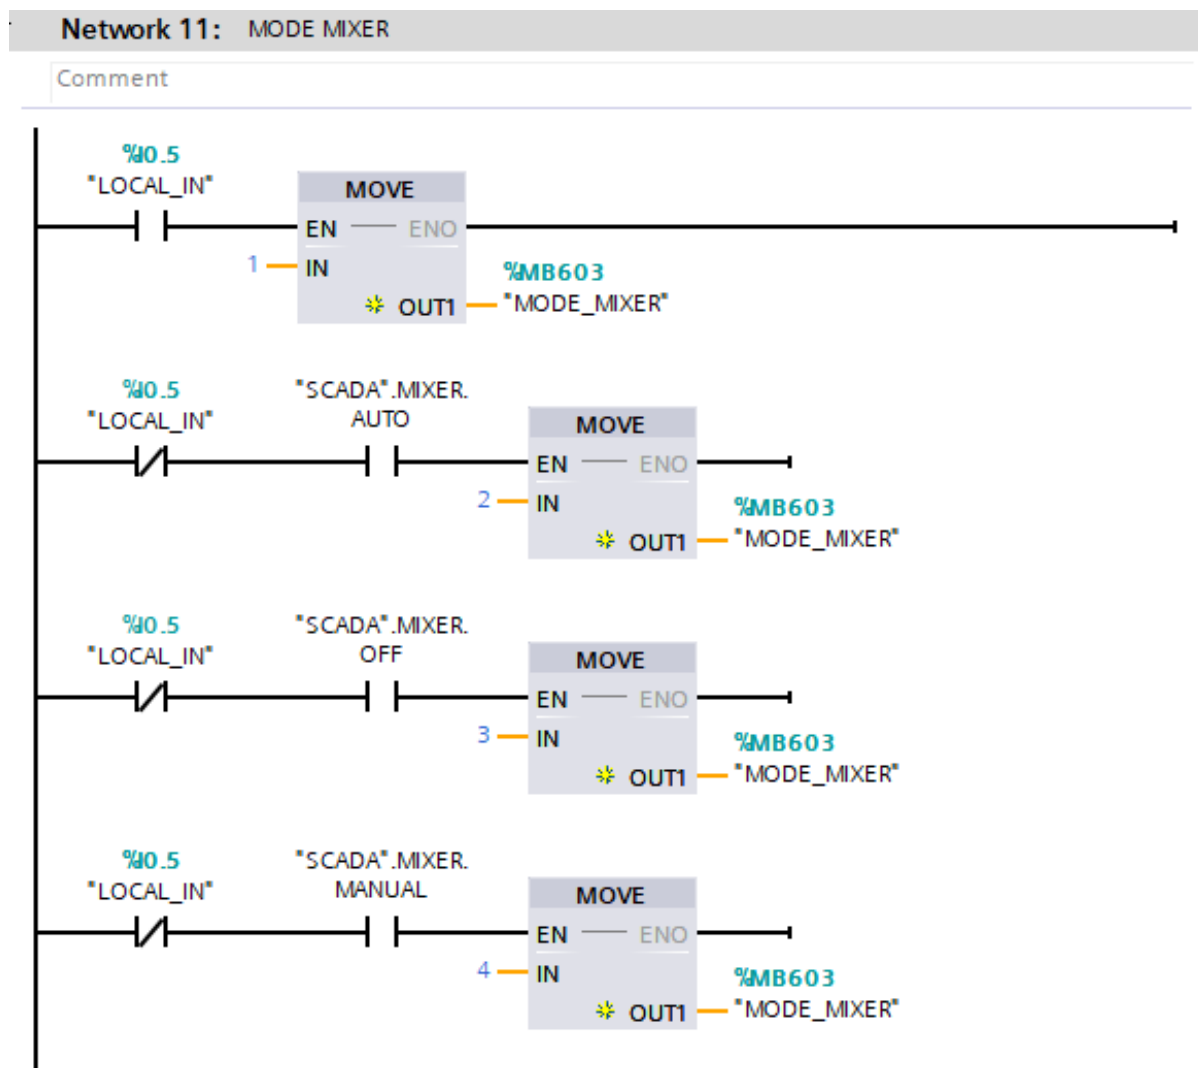 Network 11: MODE MIXER
Comment
%I0.5
"LOCAL_IN"
MOVE
EN ENO
1 IN
%MB603
OUT1 "MODE_MIXER"
%I0.5 "SCADA".MIXER.
"LOCAL_IN" AUTO
MOVE
EN ENO
2 IN
%MB603
OUT1 "MODE_MIXER"
%I0.5 "SCADA".MIXER.
"LOCAL_IN" OFF
MOVE
EN ENO
3 IN
%MB603
OUT1 "MODE_MIXER"
%I0.5 "SCADA".MIXER.
"LOCAL_IN" MANUAL
MOVE
EN ENO
4 IN
%MB603
OUT1 "MODE_MIXER"